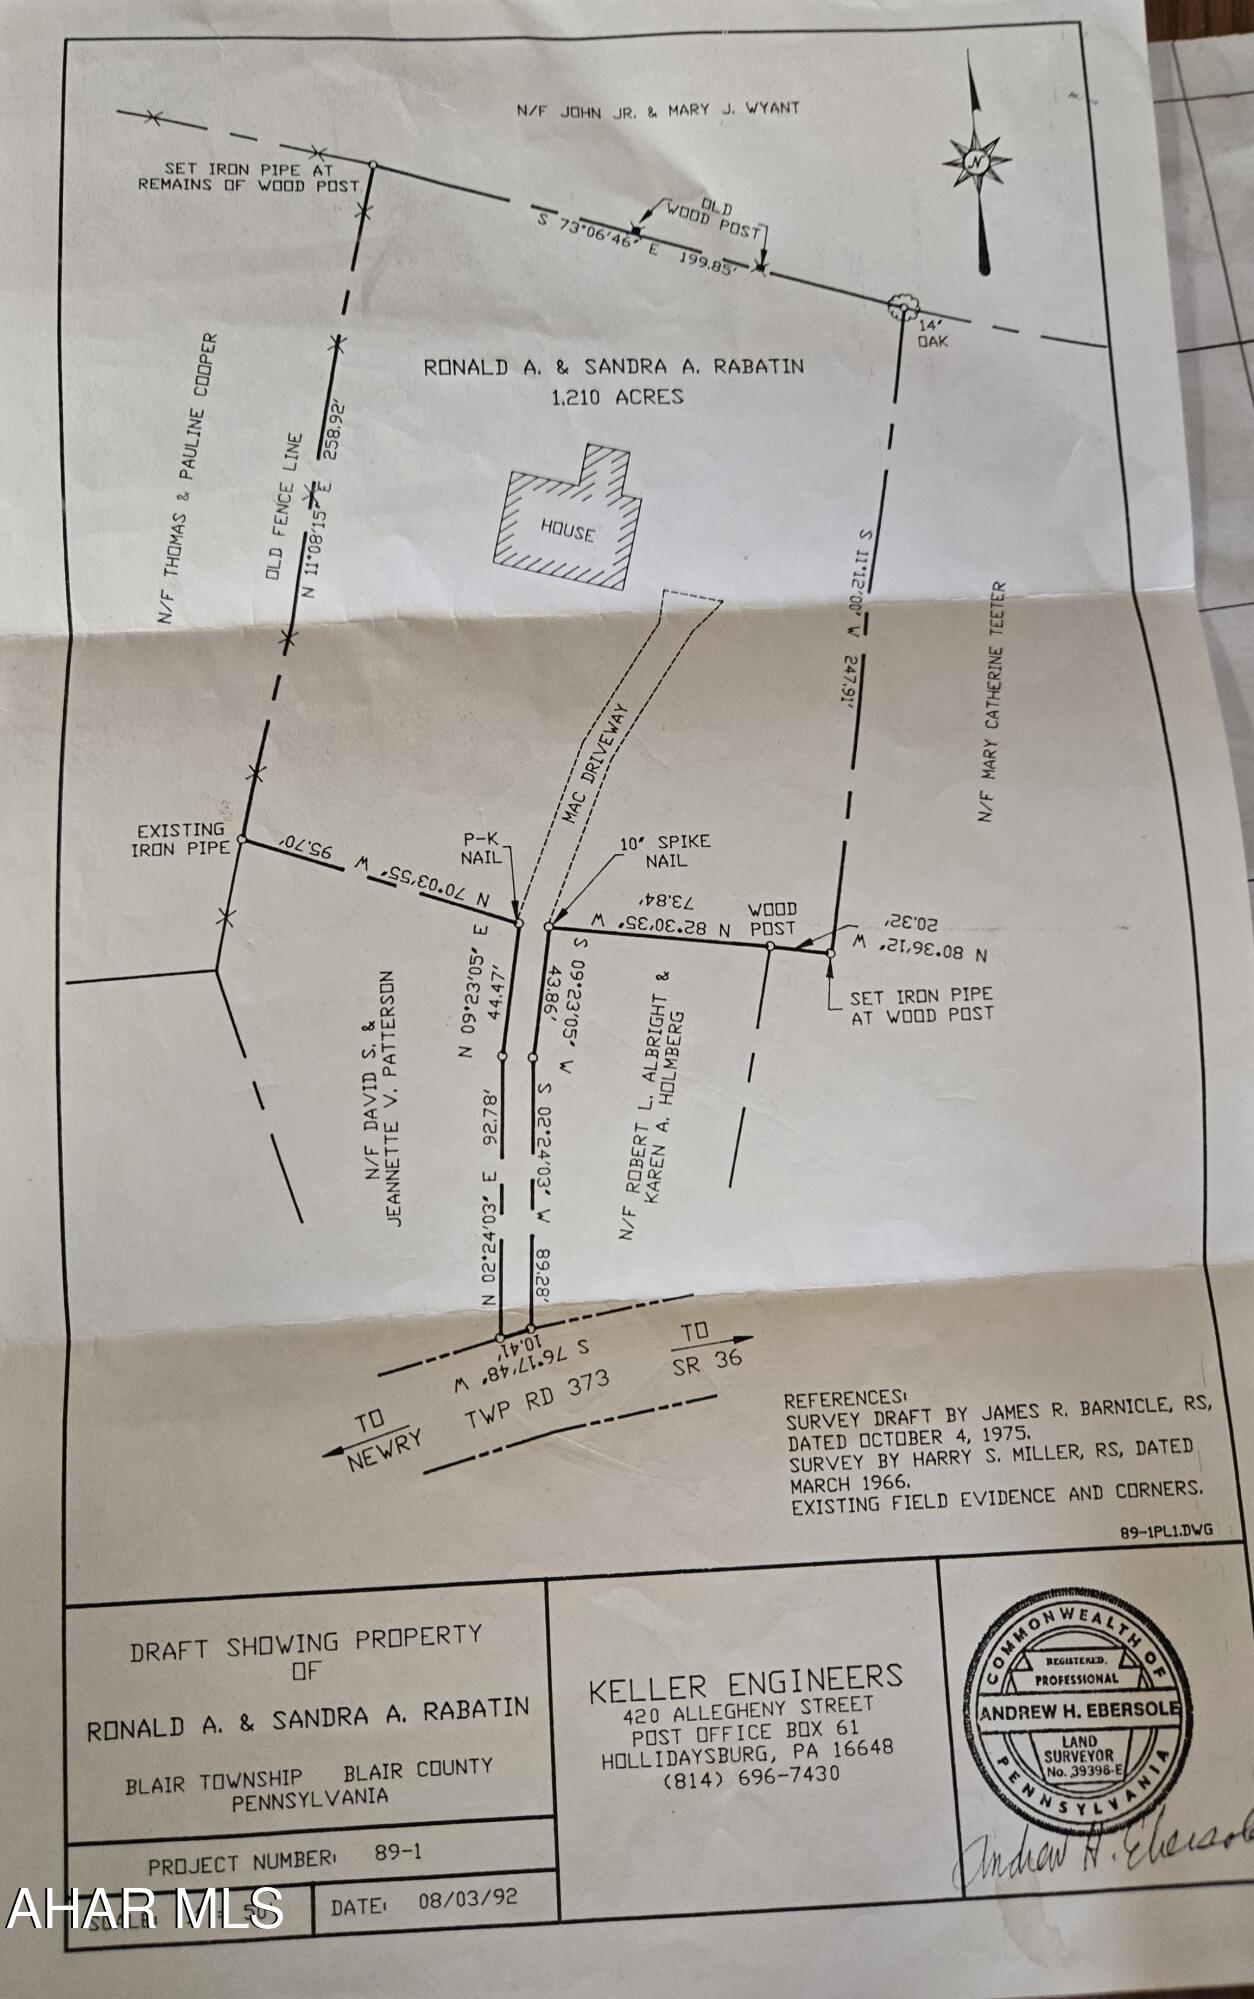 N/F JOHN JR. & MARY J. WYANT
N
SET IRON PIPE AT
REMAINS OF WOOD POST
OLD
WOOD POST
S 73°06'46" E 199.85'
14"
OAK
RONALD A. & SANDRA A. RABATIN
1.210 ACRES
N/F THOMAS & PAULINE COOPER
OLD FENCE LINE
N 11°08'15" E 258.92'
HOUSE
S 11°12'00" W 247.91'
N/F MARY CATHERINE TEETER
MAC DRIVEWAY
EXISTING
IRON PIPE
N 70°03'55" W 95.70'
P-K
NAIL
10" SPIKE
NAIL
N 82°30'35" W
73.84'
WOOD
POST
N 80°36'12" W
20.32'
SET IRON PIPE
AT WOOD POST
N 09°23'05" E
44.47'
S 09°23'05" W
43.86'
N/F DAVID S. &
JEANNETTE V. PATTERSON
N/F ROBERT L. ALBRIGHT &
KAREN A. HOLMBERG
N 02°24'03" E 92.78'
S 02°24'03" W 89.28'
S 76°17'48" W
10.41'
TWP RD 373
TO
SR 36
TO
NEWRY
REFERENCES:
SURVEY DRAFT BY JAMES R. BARNICLE, RS,
DATED OCTOBER 4, 1975.
SURVEY BY HARRY S. MILLER, RS, DATED
MARCH 1966.
EXISTING FIELD EVIDENCE AND CORNERS.
89-1PL1.DWG
DRAFT SHOWING PROPERTY
OF
RONALD A. & SANDRA A. RABATIN
BLAIR TOWNSHIP BLAIR COUNTY
PENNSYLVANIA
PROJECT NUMBER: 89-1
SCALE: 50'
DATE: 08/03/92
KELLER ENGINEERS
420 ALLEGHENY STREET
POST OFFICE BOX 61
HOLLIDAYSBURG, PA 16648
(814) 696-7430
COMMONWEALTH OF
REGISTERED
PROFESSIONAL
ANDREW H. EBERSOLE
LAND
SURVEYOR
No. 39396-E
PENNSYLVANIA
Andrew H. Ebersole
AHAR MLS